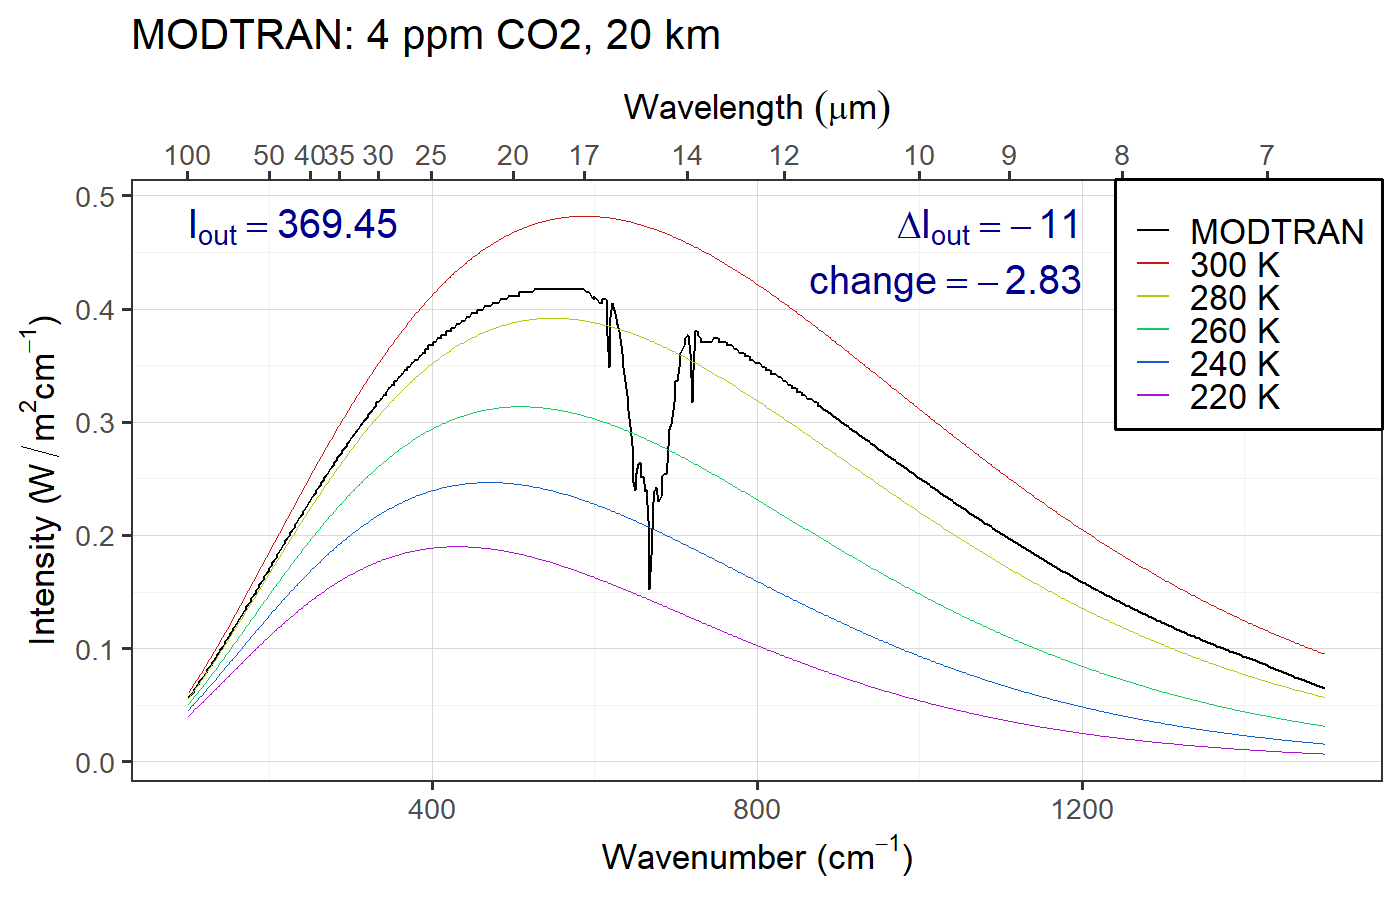 MODTRAN: 4 ppm CO2, 20 km
Wavelength (μm)
100 50 40 35 30 25 20 17 14 12 10 9 8 7
Iout = 369.45
ΔIout = − 11
change = − 2.83
MODTRAN
300 K
280 K
260 K
240 K
220 K
Intensity (W / m²cm⁻¹)
0.5
0.4
0.3
0.2
0.1
0.0
400 800 1200
Wavenumber (cm⁻¹)